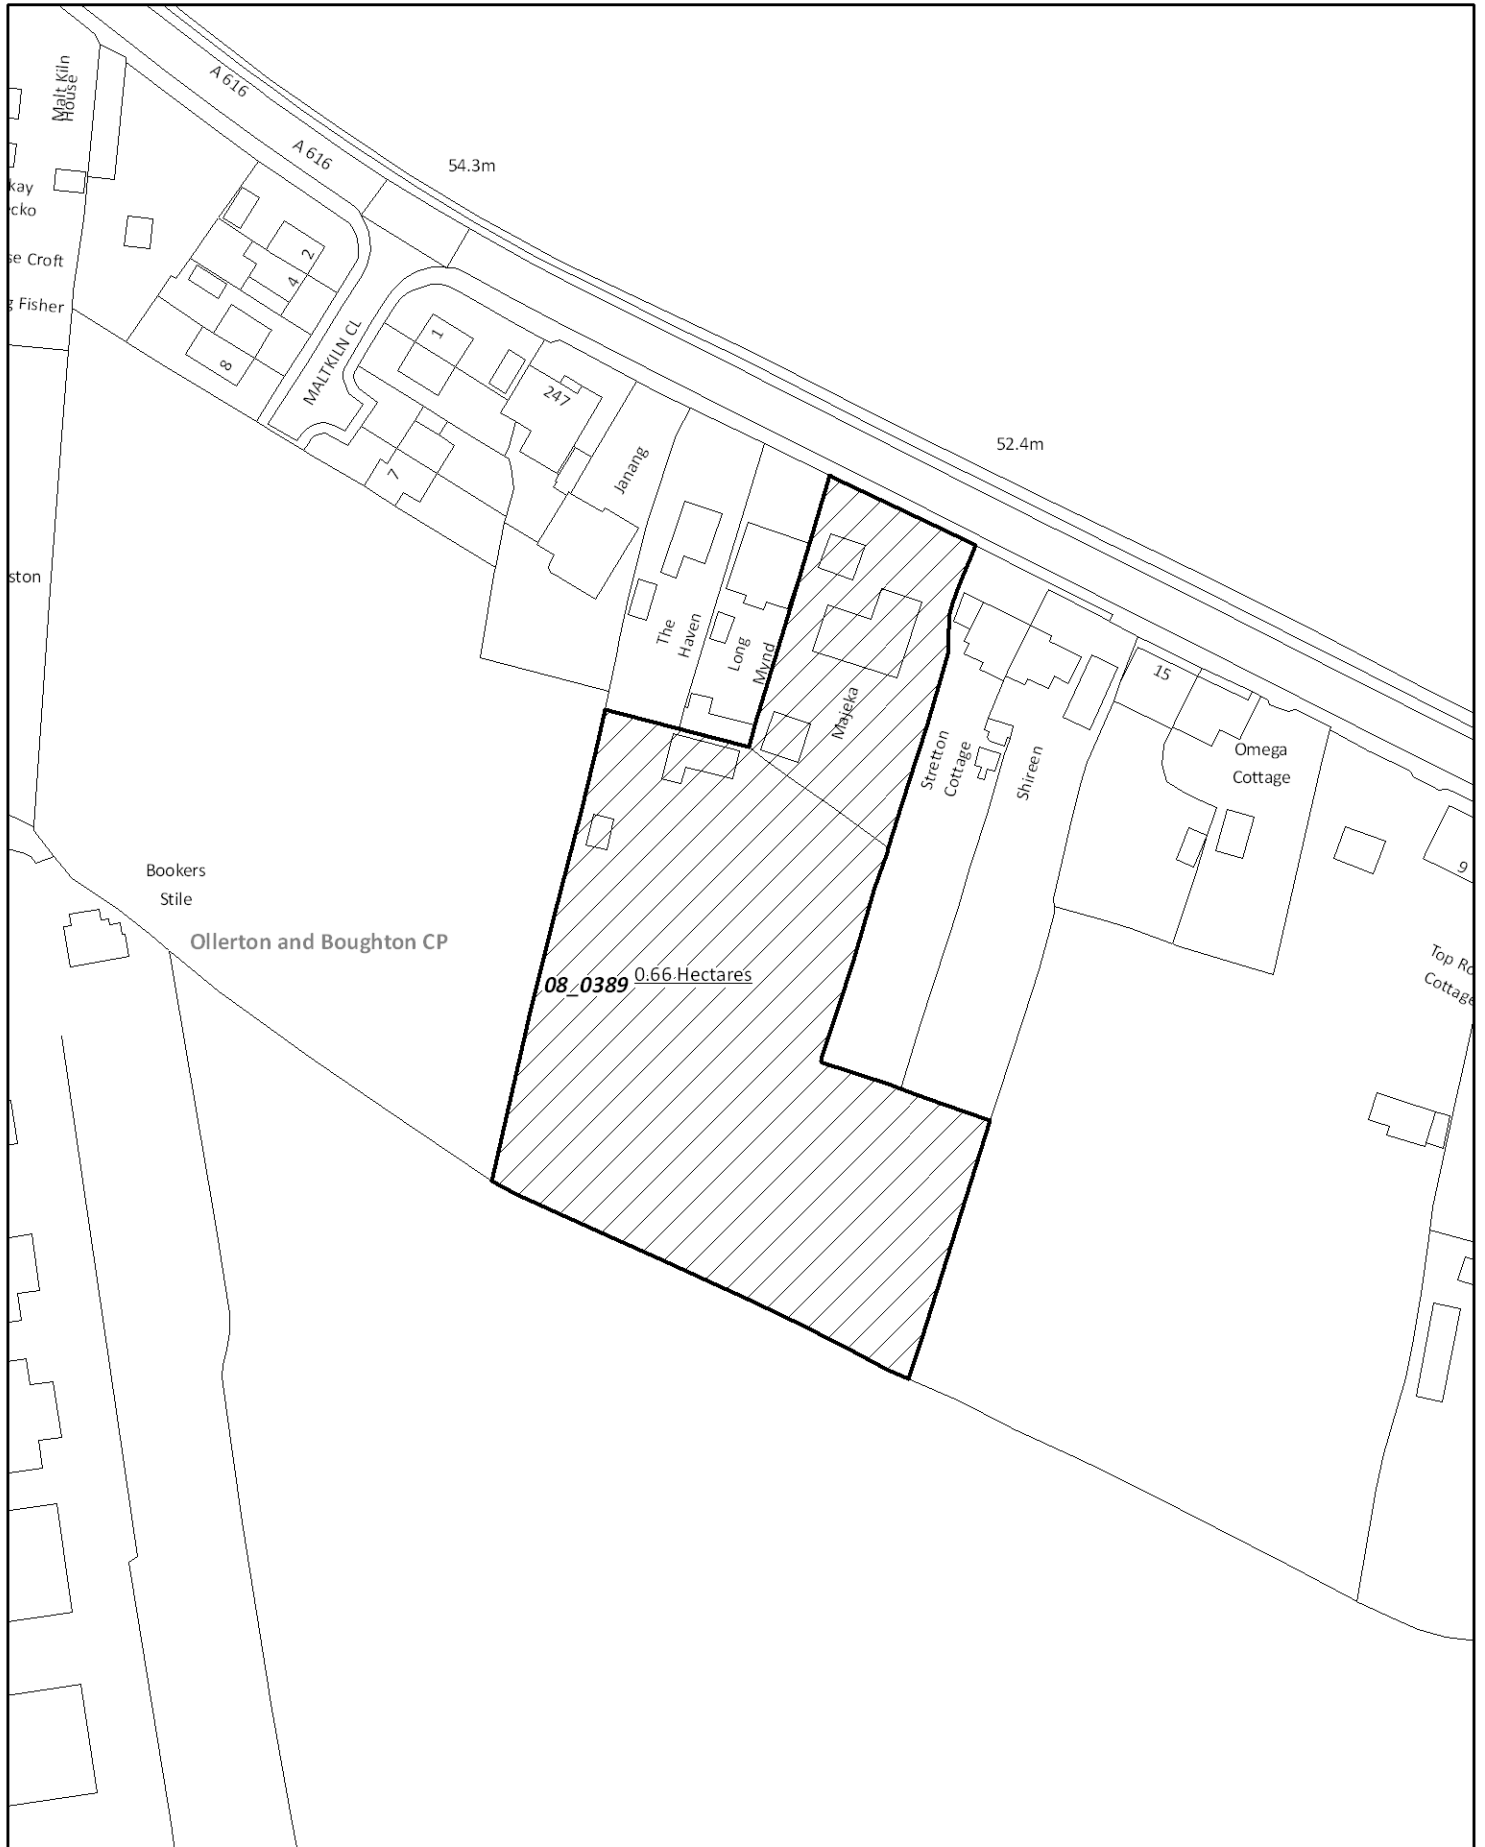 A 616
Malt Kiln
House
A 616
54.3m
kay
cko
2
se Croft
4
Fisher
1
MALTKILN CL
8
247
52.4m
7
Janang
ston
The
Haven
Long
Mynd
15
Majeka
Stretton
Cottage
Shireen
Omega
Cottage
Bookers
Stile
9
Ollerton and Boughton CP
08_0389
0.66 Hectares
Top Ro
Cottage